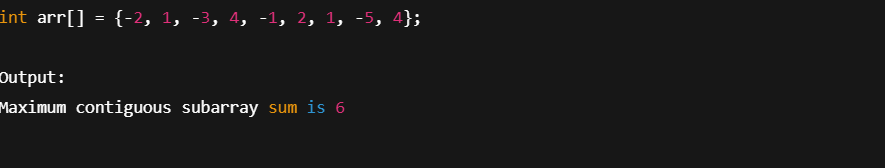 int arr[] = {-2, 1, -3, 4, -1, 2, 1, -5, 4};
Output:
Maximum contiguous subarray sum is 6